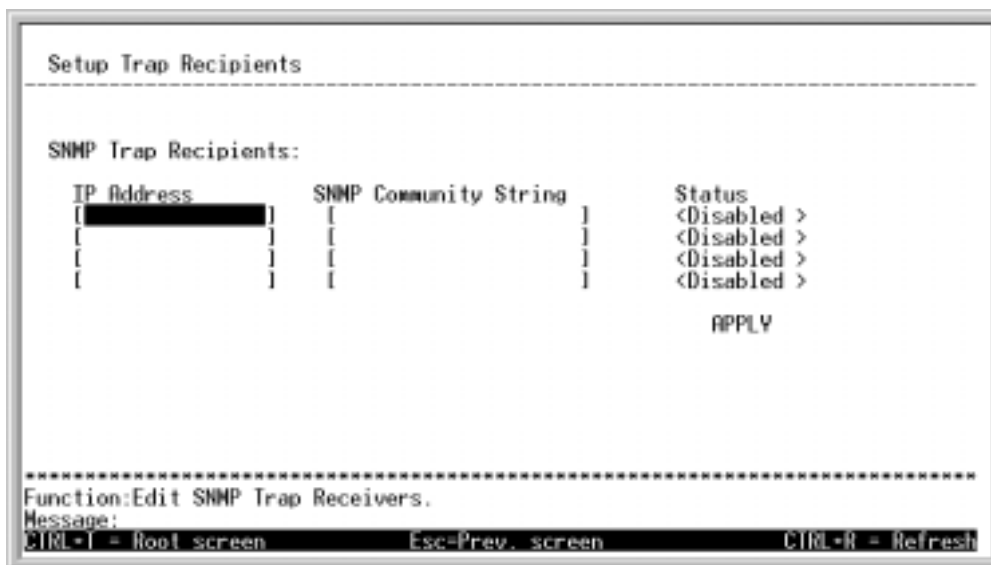 Setup Trap Recipients
SNMP Trap Recipients:
IP Address SNMP Community String Status
[ ] [ ] <Disabled >
[ ] [ ] <Disabled >
[ ] [ ] <Disabled >
[ ] [ ] <Disabled >
APPLY
*******************************************************************************
Function:Edit SNMP Trap Receivers.
Message:
CTRL+T = Root screen Esc=Prev. screen CTRL+R = Refresh